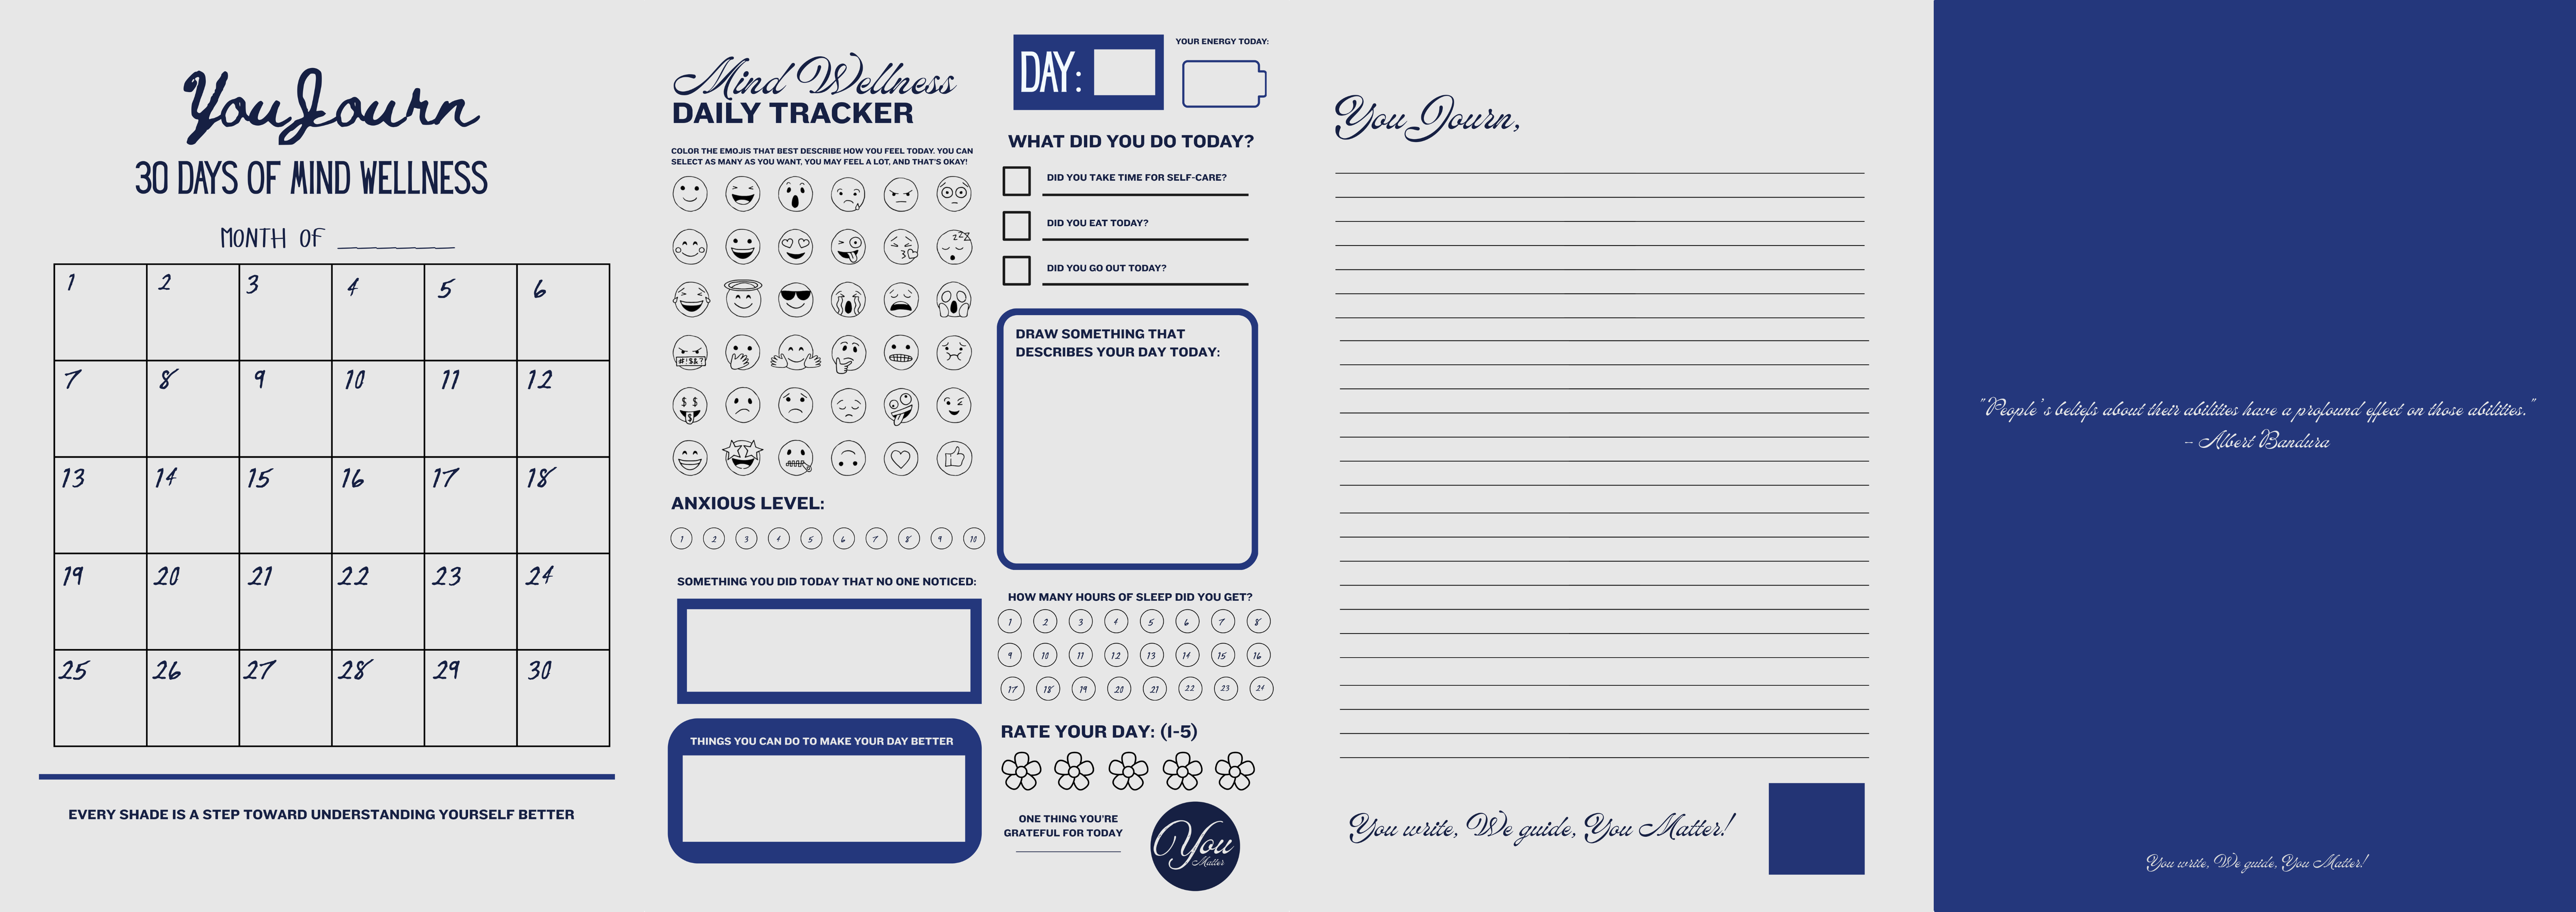 YouJourn
30 DAYS OF MIND WELLNESS
MONTH OF ________
1 2 3 4 5 6
7 8 9 10 11 12
13 14 15 16 17 18
19 20 21 22 23 24
25 26 27 28 29 30
EVERY SHADE IS A STEP TOWARD UNDERSTANDING YOURSELF BETTER
Mind Wellness
DAILY TRACKER
COLOR THE EMOJIS THAT BEST DESCRIBE HOW YOU FEEL TODAY. YOU CAN
SELECT AS MANY AS YOU WANT, YOU MAY FEEL A LOT, AND THAT'S OKAY!
ZZZ
#!$&?
$ $
$
ANXIOUS LEVEL:
1 2 3 4 5 6 7 8 9 10
SOMETHING YOU DID TODAY THAT NO ONE NOTICED:
THINGS YOU CAN DO TO MAKE YOUR DAY BETTER
DAY:
YOUR ENERGY TODAY:
WHAT DID YOU DO TODAY?
DID YOU TAKE TIME FOR SELF-CARE?
DID YOU EAT TODAY?
DID YOU GO OUT TODAY?
DRAW SOMETHING THAT
DESCRIBES YOUR DAY TODAY:
HOW MANY HOURS OF SLEEP DID YOU GET?
1 2 3 4 5 6 7 8
9 10 11 12 13 14 15 16
17 18 19 20 21 22 23 24
RATE YOUR DAY: (1-5)
ONE THING YOU'RE
GRATEFUL FOR TODAY
You
Matter
You Journ,
You write, We guide, You Matter!
"People's beliefs about their abilities have a profound effect on those abilities."
– Albert Bandura
You write, We guide, You Matter!